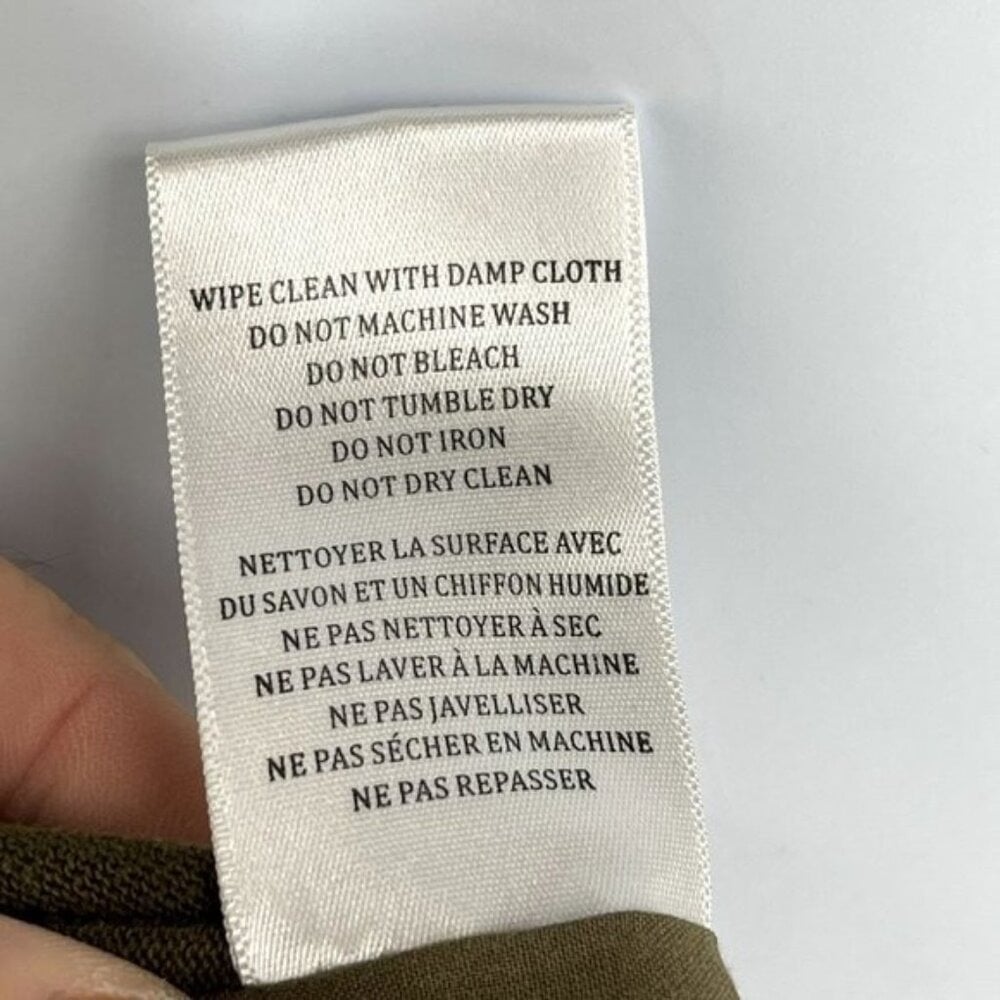 WIPE CLEAN WITH DAMP CLOTH
DO NOT MACHINE WASH
DO NOT BLEACH
DO NOT TUMBLE DRY
DO NOT IRON
DO NOT DRY CLEAN
NETTOYER LA SURFACE AVEC
DU SAVON ET UN CHIFFON HUMIDE
NE PAS NETTOYER À SEC
NE PAS LAVER À LA MACHINE
NE PAS JAVELLISER
NE PAS SÉCHER EN MACHINE
NE PAS REPASSER